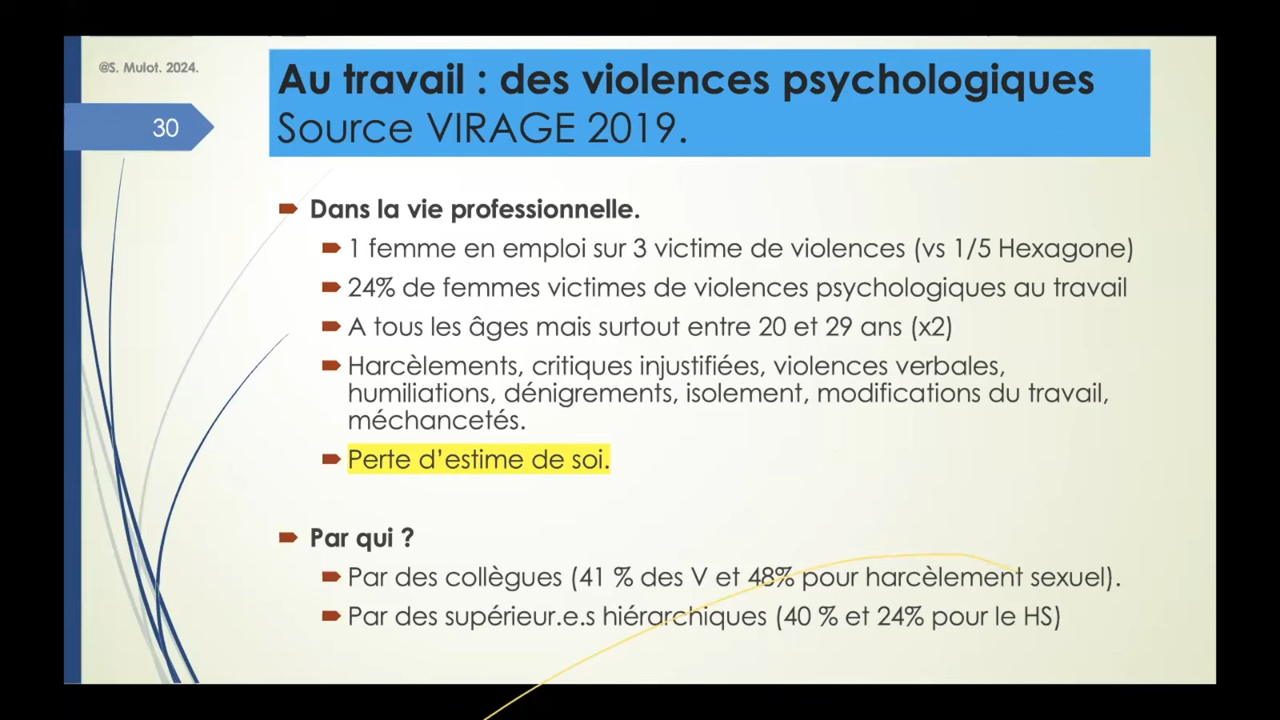 @S. Mulot. 2024.
30
Au travail : des violences psychologiques
Source VIRAGE 2019.
Dans la vie professionnelle.
1 femme en emploi sur 3 victime de violences (vs 1/5 Hexagone)
24% de femmes victimes de violences psychologiques au travail
A tous les âges mais surtout entre 20 et 29 ans (x2)
Harcèlements, critiques injustifiées, violences verbales,
humiliations, dénigrements, isolement, modifications du travail,
méchancetés.
Perte d’estime de soi.
Par qui ?
Par des collègues (41 % des V et 48% pour harcèlement sexuel).
Par des supérieur.e.s hiérarchiques (40 % et 24% pour le HS)